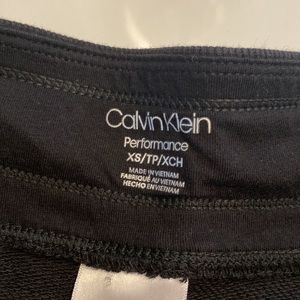 Calvin Klein
Performance
XS/TP/XCH
MADE IN VIETNAM
FABRIQUÉ AU VIETNAM
HECHO EN VIETNAM